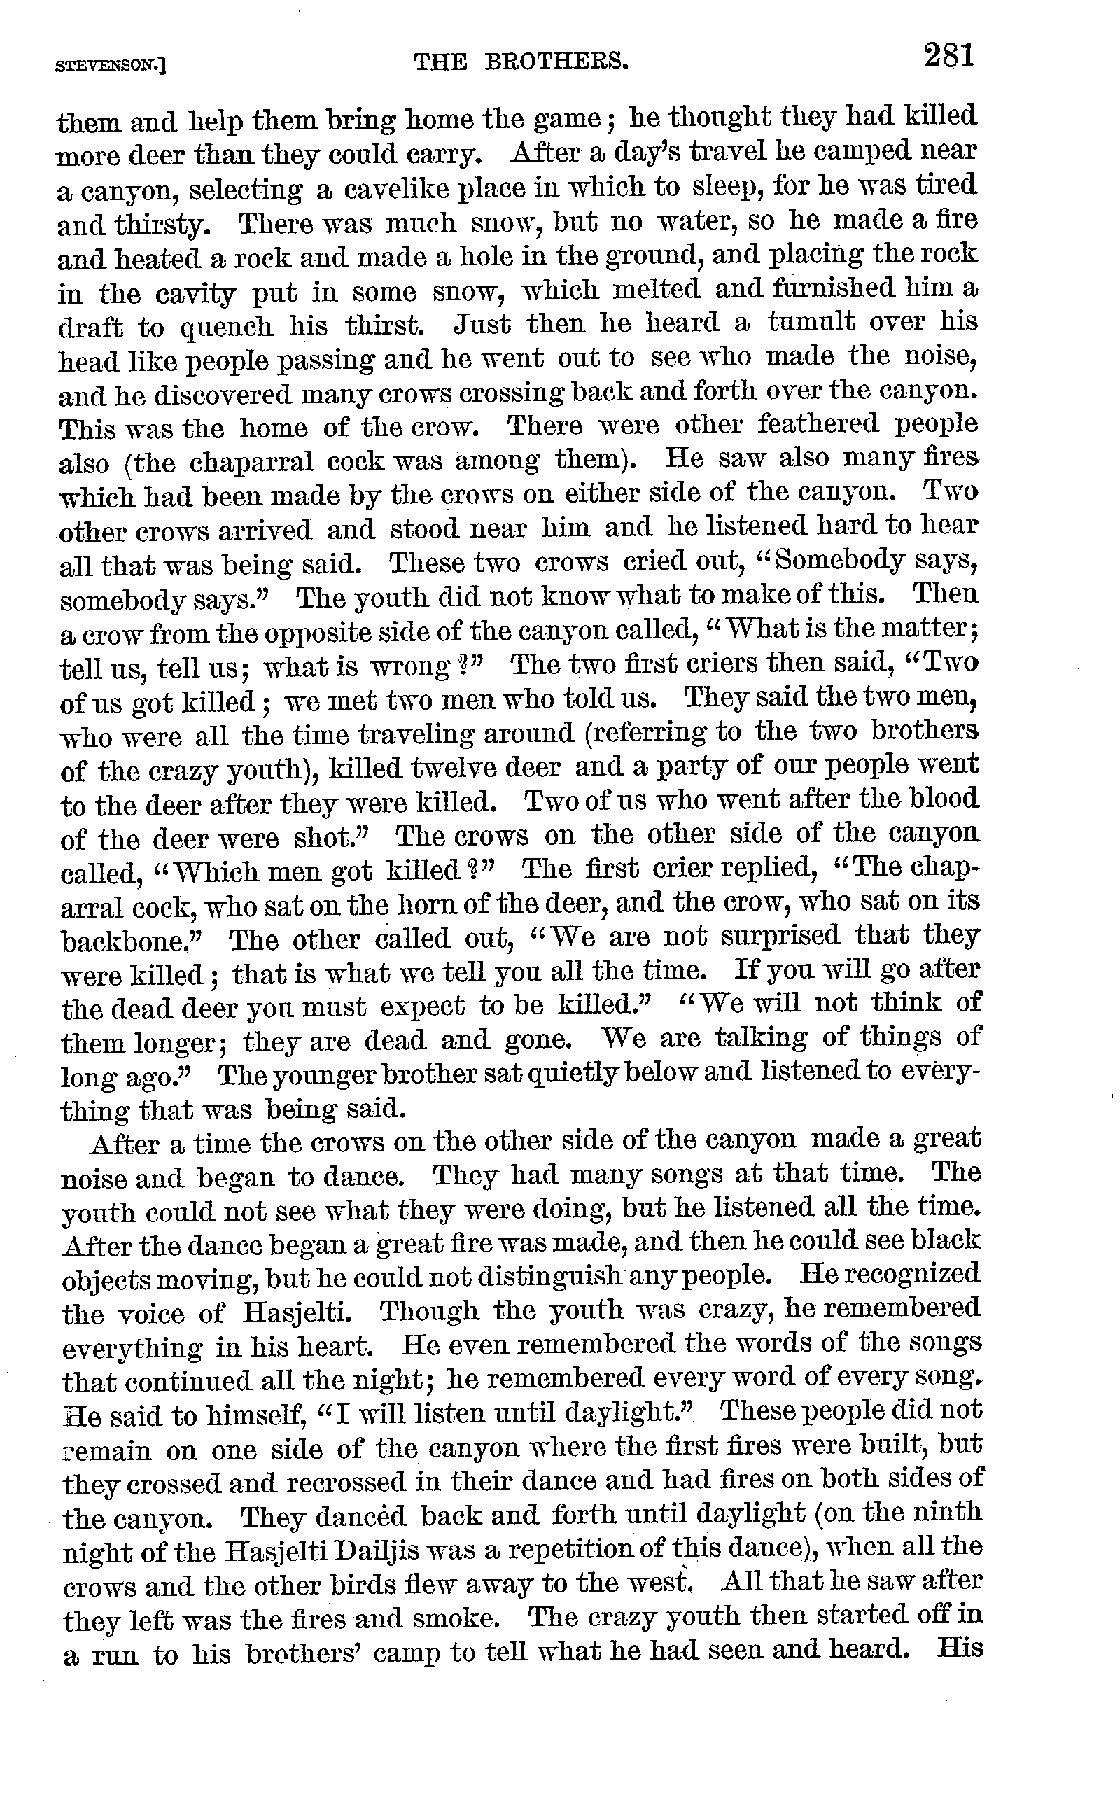 STEVENSON.] THE BROTHERS. 281
them and help them bring home the game; he thought they had killed
more deer than they could carry. After a day's travel he camped near
a canyon, selecting a cavelike place in which to sleep, for he was tired
and thirsty. There was much snow, but no water, so he made a fire
and heated a rock and made a hole in the ground, and placing the rock
in the cavity put in some snow, which melted and furnished him a
draft to quench his thirst. Just then he heard a tumult over his
head like people passing and he went out to see who made the noise,
and he discovered many crows crossing back and forth over the canyon.
This was the home of the crow. There were other feathered people
also (the chaparral cock was among them). He saw also many fires
which had been made by the crows on either side of the canyon. Two
other crows arrived and stood near him and he listened hard to hear
all that was being said. These two crows cried out, "Somebody says,
somebody says." The youth did not know what to make of this. Then
a crow from the opposite side of the canyon called, "What is the matter;
tell us, tell us; what is wrong?" The two first criers then said, "Two
of us got killed; we met two men who told us. They said the two men,
who were all the time traveling around (referring to the two brothers
of the crazy youth), killed twelve deer and a party of our people went
to the deer after they were killed. Two of us who went after the blood
of the deer were shot." The crows on the other side of the canyon
called, "Which men got killed?" The first crier replied, "The chap-
arral cock, who sat on the horn of the deer, and the crow, who sat on its
backbone." The other called out, "We are not surprised that they
were killed; that is what we tell you all the time. If you will go after
the dead deer you must expect to be killed." "We will not think of
them longer; they are dead and gone. We are talking of things of
long ago." The younger brother sat quietly below and listened to every-
thing that was being said.
After a time the crows on the other side of the canyon made a great
noise and began to dance. They had many songs at that time. The
youth could not see what they were doing, but he listened all the time.
After the dance began a great fire was made, and then he could see black
objects moving, but he could not distinguish any people. He recognized
the voice of Hasjelti. Though the youth was crazy, he remembered
everything in his heart. He even remembered the words of the songs
that continued all the night; he remembered every word of every song.
He said to himself, "I will listen until daylight." These people did not
remain on one side of the canyon where the first fires were built, but
they crossed and recrossed in their dance and had fires on both sides of
the canyon. They danced back and forth until daylight (on the ninth
night of the Hasjelti Dailjis was a repetition of this dance), when all the
crows and the other birds flew away to the west. All that he saw after
they left was the fires and smoke. The crazy youth then started off in
a run to his brothers' camp to tell what he had seen and heard. His